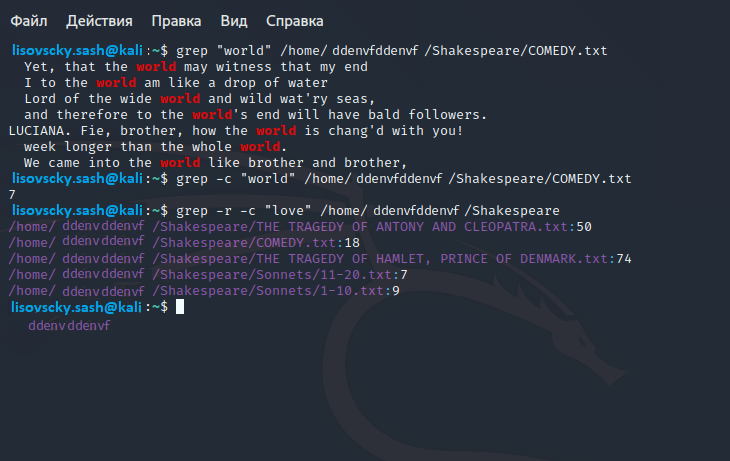 Файл Действия Правка Вид Справка
lisovscky.sash@kali:~$ grep "world" /home/ddenvfddenvf/Shakespeare/COMEDY.txt
Yet, that the world may witness that my end
I to the world am like a drop of water
Lord of the wide world and wild wat'ry seas,
and therefore to the world's end will have bald followers.
LUCIANA. Fie, brother, how the world is chang'd with you!
week longer than the whole world.
We came into the world like brother and brother,
lisovscky.sash@kali:~$ grep -c "world" /home/ddenvfddenvf/Shakespeare/COMEDY.txt
7
lisovscky.sash@kali:~$ grep -r -c "love" /home/ddenvfddenvf/Shakespeare
/home/ddenvddenvf/Shakespeare/THE TRAGEDY OF ANTONY AND CLEOPATRA.txt:50
/home/ddenvddenvf/Shakespeare/COMEDY.txt:18
/home/ddenvddenvf/Shakespeare/THE TRAGEDY OF HAMLET, PRINCE OF DENMARK.txt:74
/home/ddenvddenvf/Shakespeare/Sonnets/11-20.txt:7
/home/ddenvddenvf/Shakespeare/Sonnets/1-10.txt:9
lisovscky.sash@kali:~$
ddenvddenvf